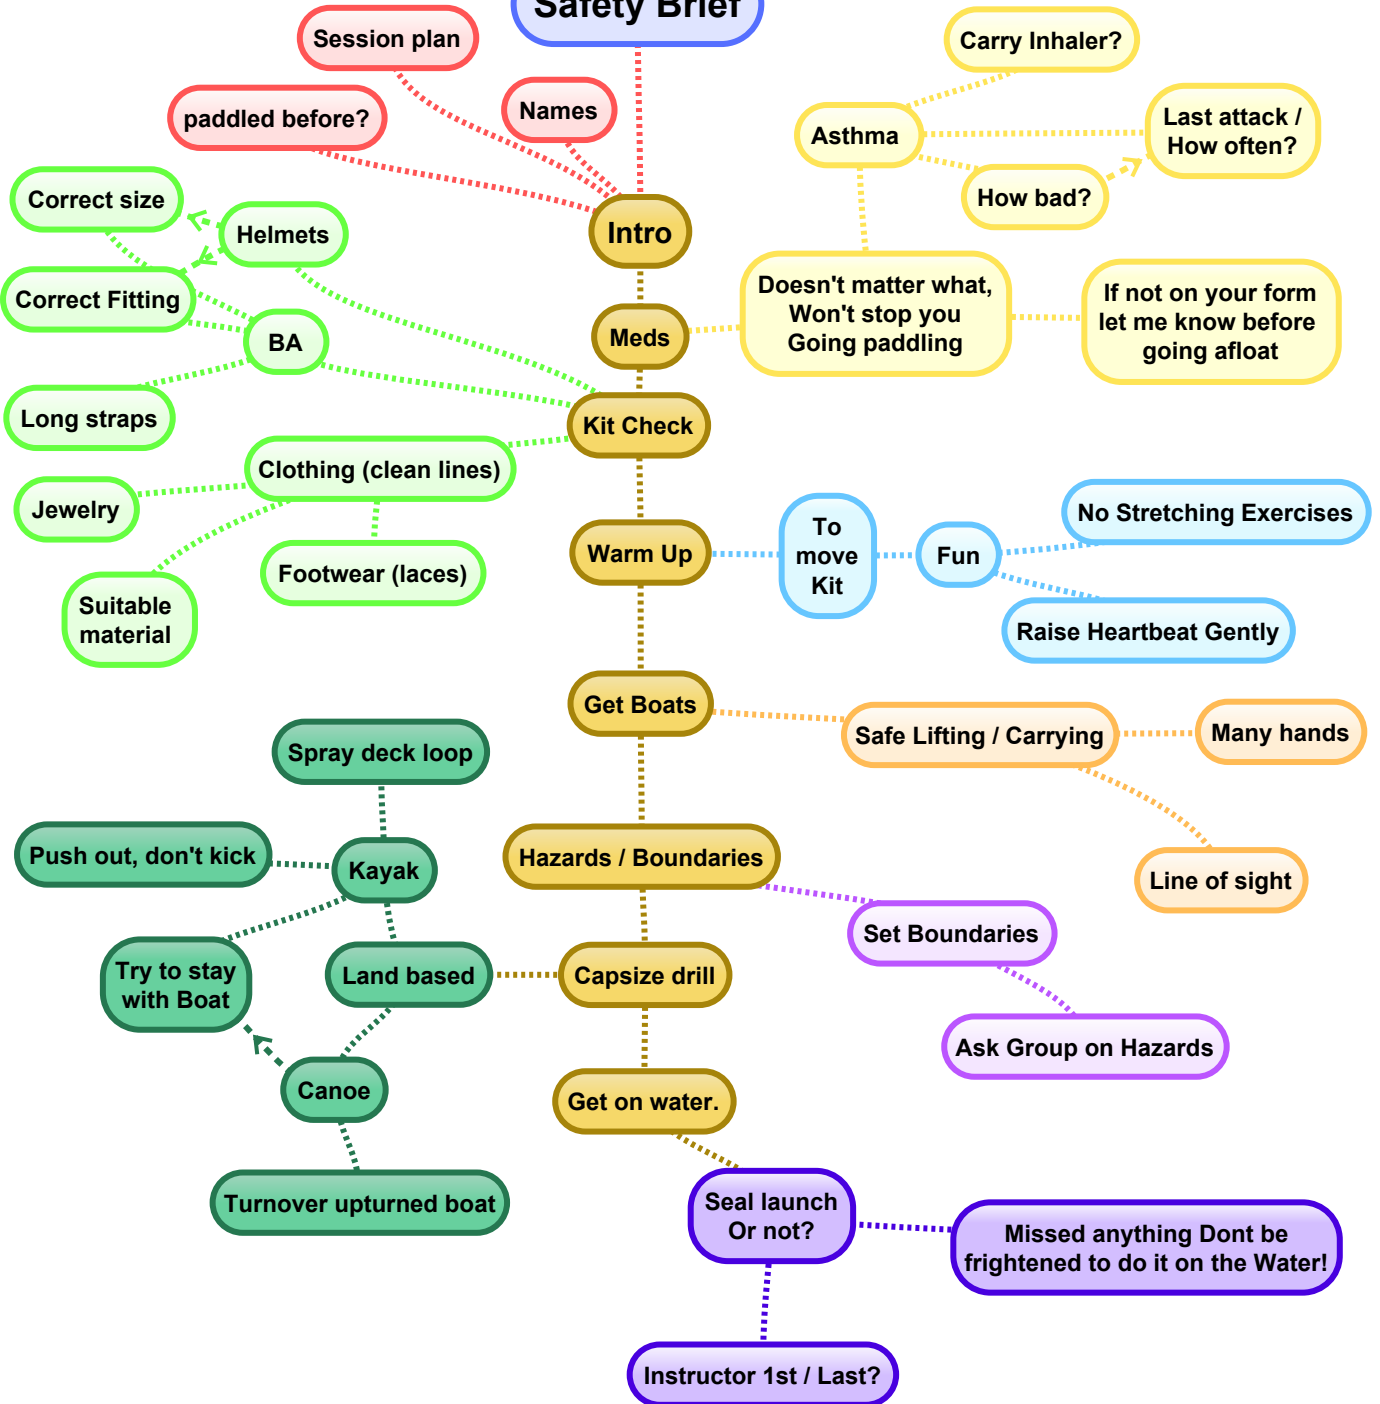 Safety Brief
Session plan
Carry Inhaler?
paddled before?
Names
Asthma
Last attack /
How often?
How bad?
Correct size
Helmets
Intro
Correct Fitting
BA
Long straps
Meds
Doesn't matter what,
Won't stop you
Going paddling
If not on your form
let me know before
going afloat
Kit Check
Clothing (clean lines)
Jewelry
Footwear (laces)
Suitable
material
Warm Up
To
move
Kit
Fun
No Stretching Exercises
Raise Heartbeat Gently
Get Boats
Safe Lifting / Carrying
Many hands
Line of sight
Spray deck loop
Push out, don't kick
Kayak
Hazards / Boundaries
Set Boundaries
Ask Group on Hazards
Try to stay
with Boat
Land based
Capsize drill
Canoe
Turnover upturned boat
Get on water.
Seal launch
Or not?
Missed anything Dont be
frightened to do it on the Water!
Instructor 1st / Last?